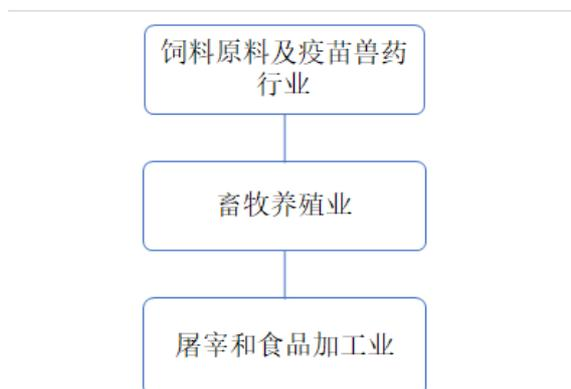 饲料原料及疫苗兽药
行业
畜牧养殖业
屠宰和食品加工业